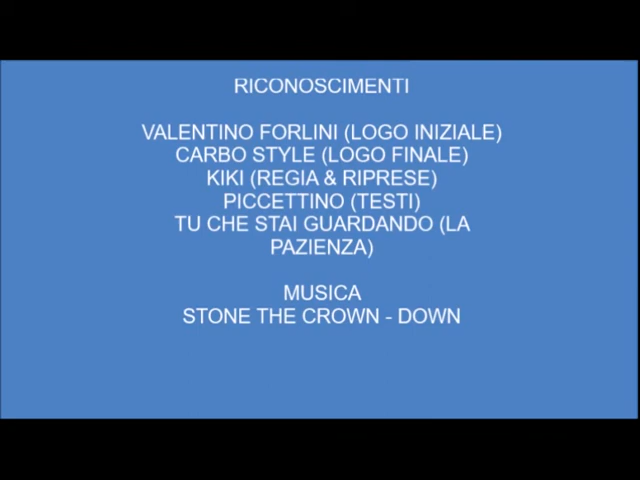 RICONOSCIMENTI
VALENTINO FORLINI (LOGO INIZIALE)
CARBO STYLE (LOGO FINALE)
KIKI (REGIA & RIPRESE)
PICCETTINO (TESTI)
TU CHE STAI GUARDANDO (LA
PAZIENZA)
MUSICA
STONE THE CROWN - DOWN